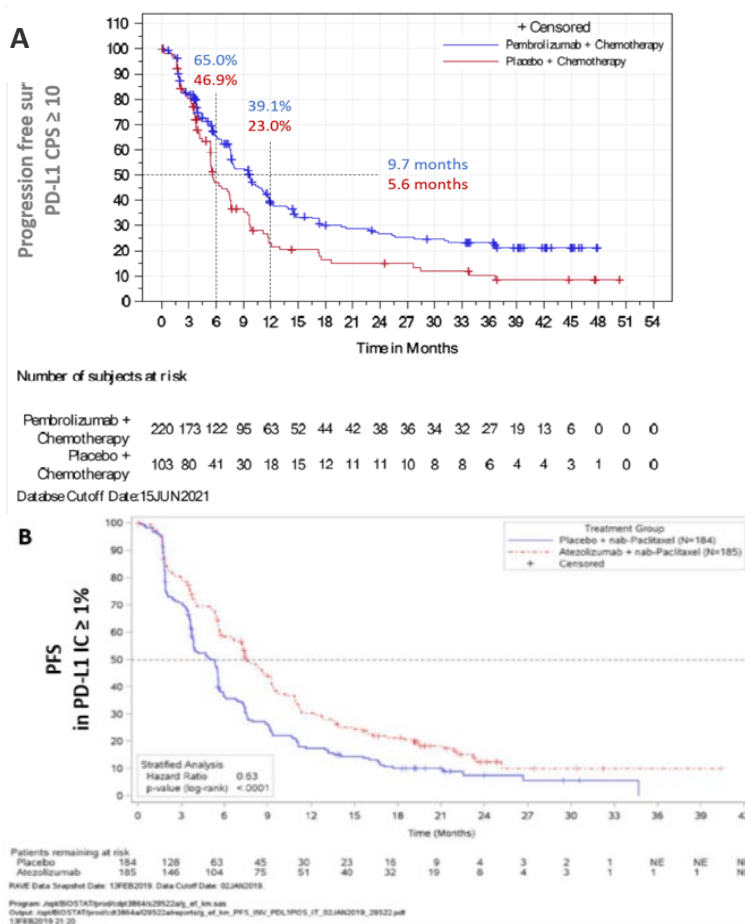 A
Progression free sur
PD-L1 CPS ≥ 10
110
100
90
80
70
60
50
40
30
20
10
0
65.0%
46.9%
39.1%
23.0%
9.7 months
5.6 months
+ Censored
Pembrolizumab + Chemotherapy
Placebo + Chemotherapy
0 3 6 9 12 15 18 21 24 27 30 33 36 39 42 45 48 51 54
Time in Months
Number of subjects at risk
Pembrolizumab +
Chemotherapy 220 173 122 95 63 52 44 42 38 36 34 32 27 19 13 6 0 0 0
Placebo +
Chemotherapy 103 80 41 30 18 15 12 11 11 10 8 8 6 4 4 3 1 0 0
Databse Cutoff Date:15JUN2021
B
PFS
in PD-L1 IC ≥ 1%
100
90
80
70
60
50
40
30
20
10
0
Treatment Group
Placebo + nab-Paclitaxel (N=184)
Atezolizumab + nab-Paclitaxel (N=185)
+ Censored
Stratified Analysis
Hazard Ratio 0.63
p-value (log-rank) <.0001
0 3 6 9 12 15 18 21 24 27 30 33 36 39 42
Time (Months)
Patients remaining at risk
Placebo 184 128 63 45 30 23 16 9 4 3 2 1 NE NE
Atezolizumab 185 146 104 75 51 40 32 19 8 4 3 1 1 1
RAVE Data Snapshot Date: 13FEB2019. Data Cutoff Date: 02JAN2019.
Program:
Output:
13FEB2019 21:20